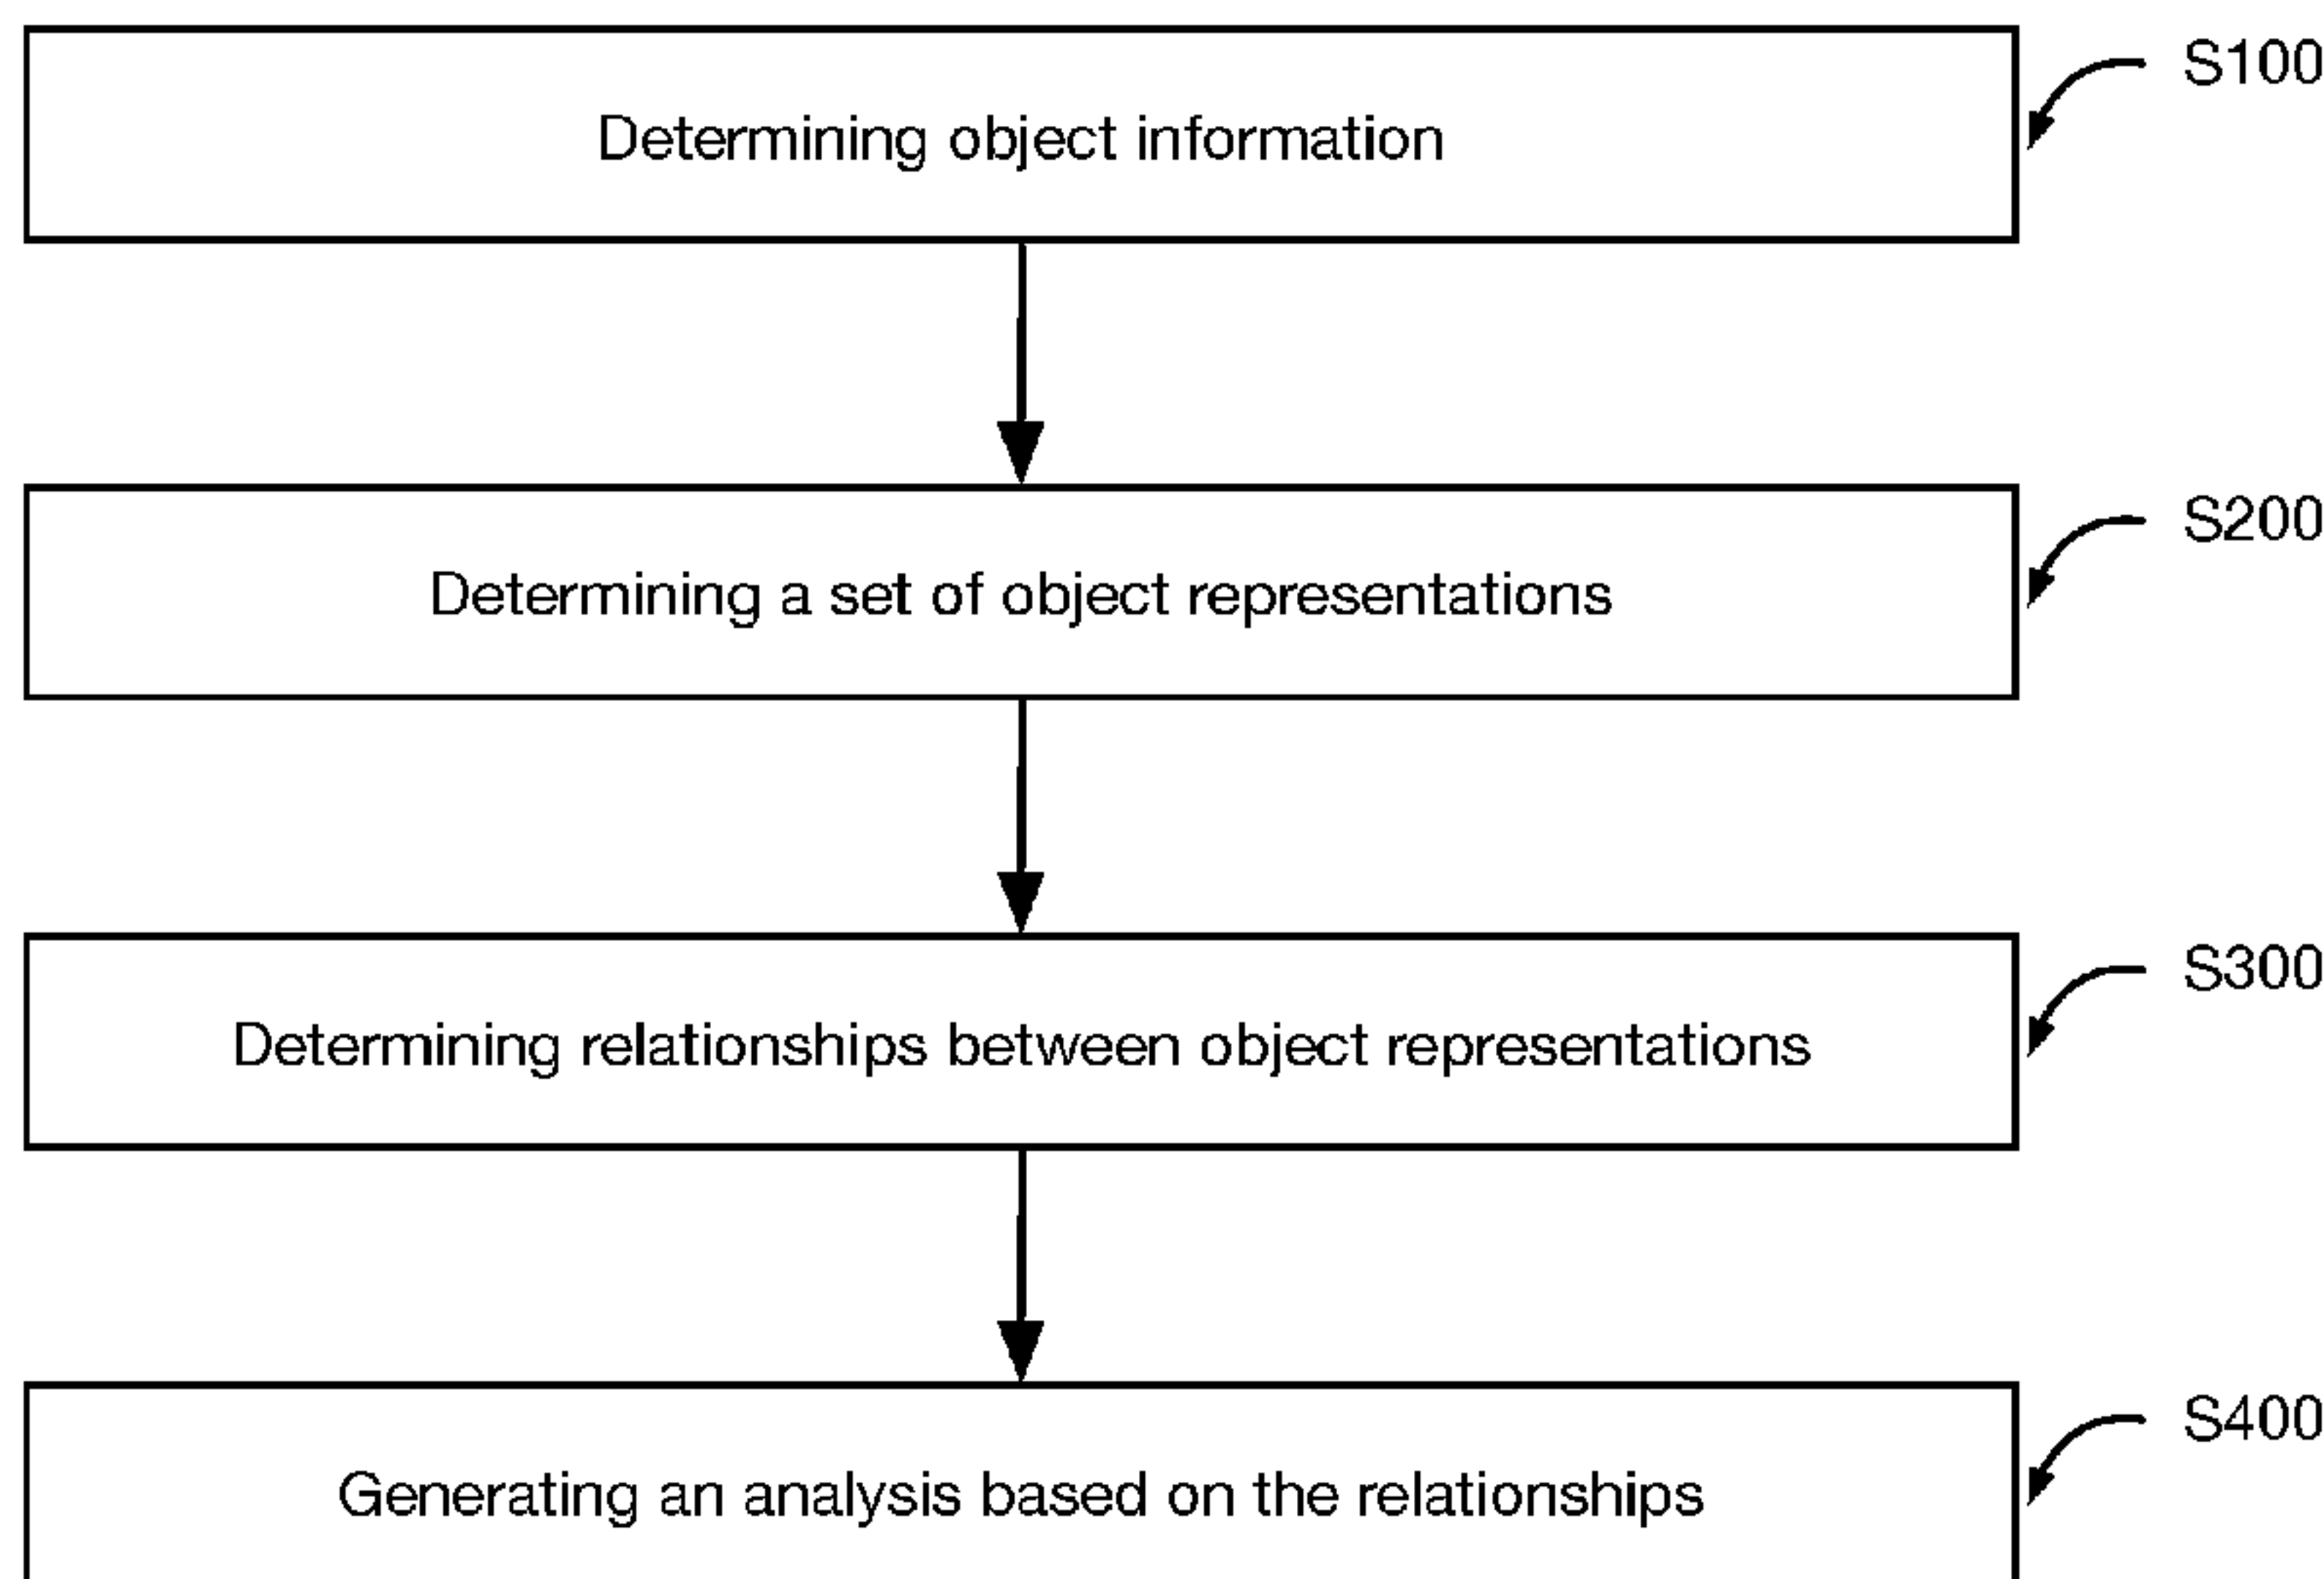 S100
Determining object information
S200
Determining a set of object representations
S300
Determining relationships between object representations
S400
Generating an analysis based on the relationships